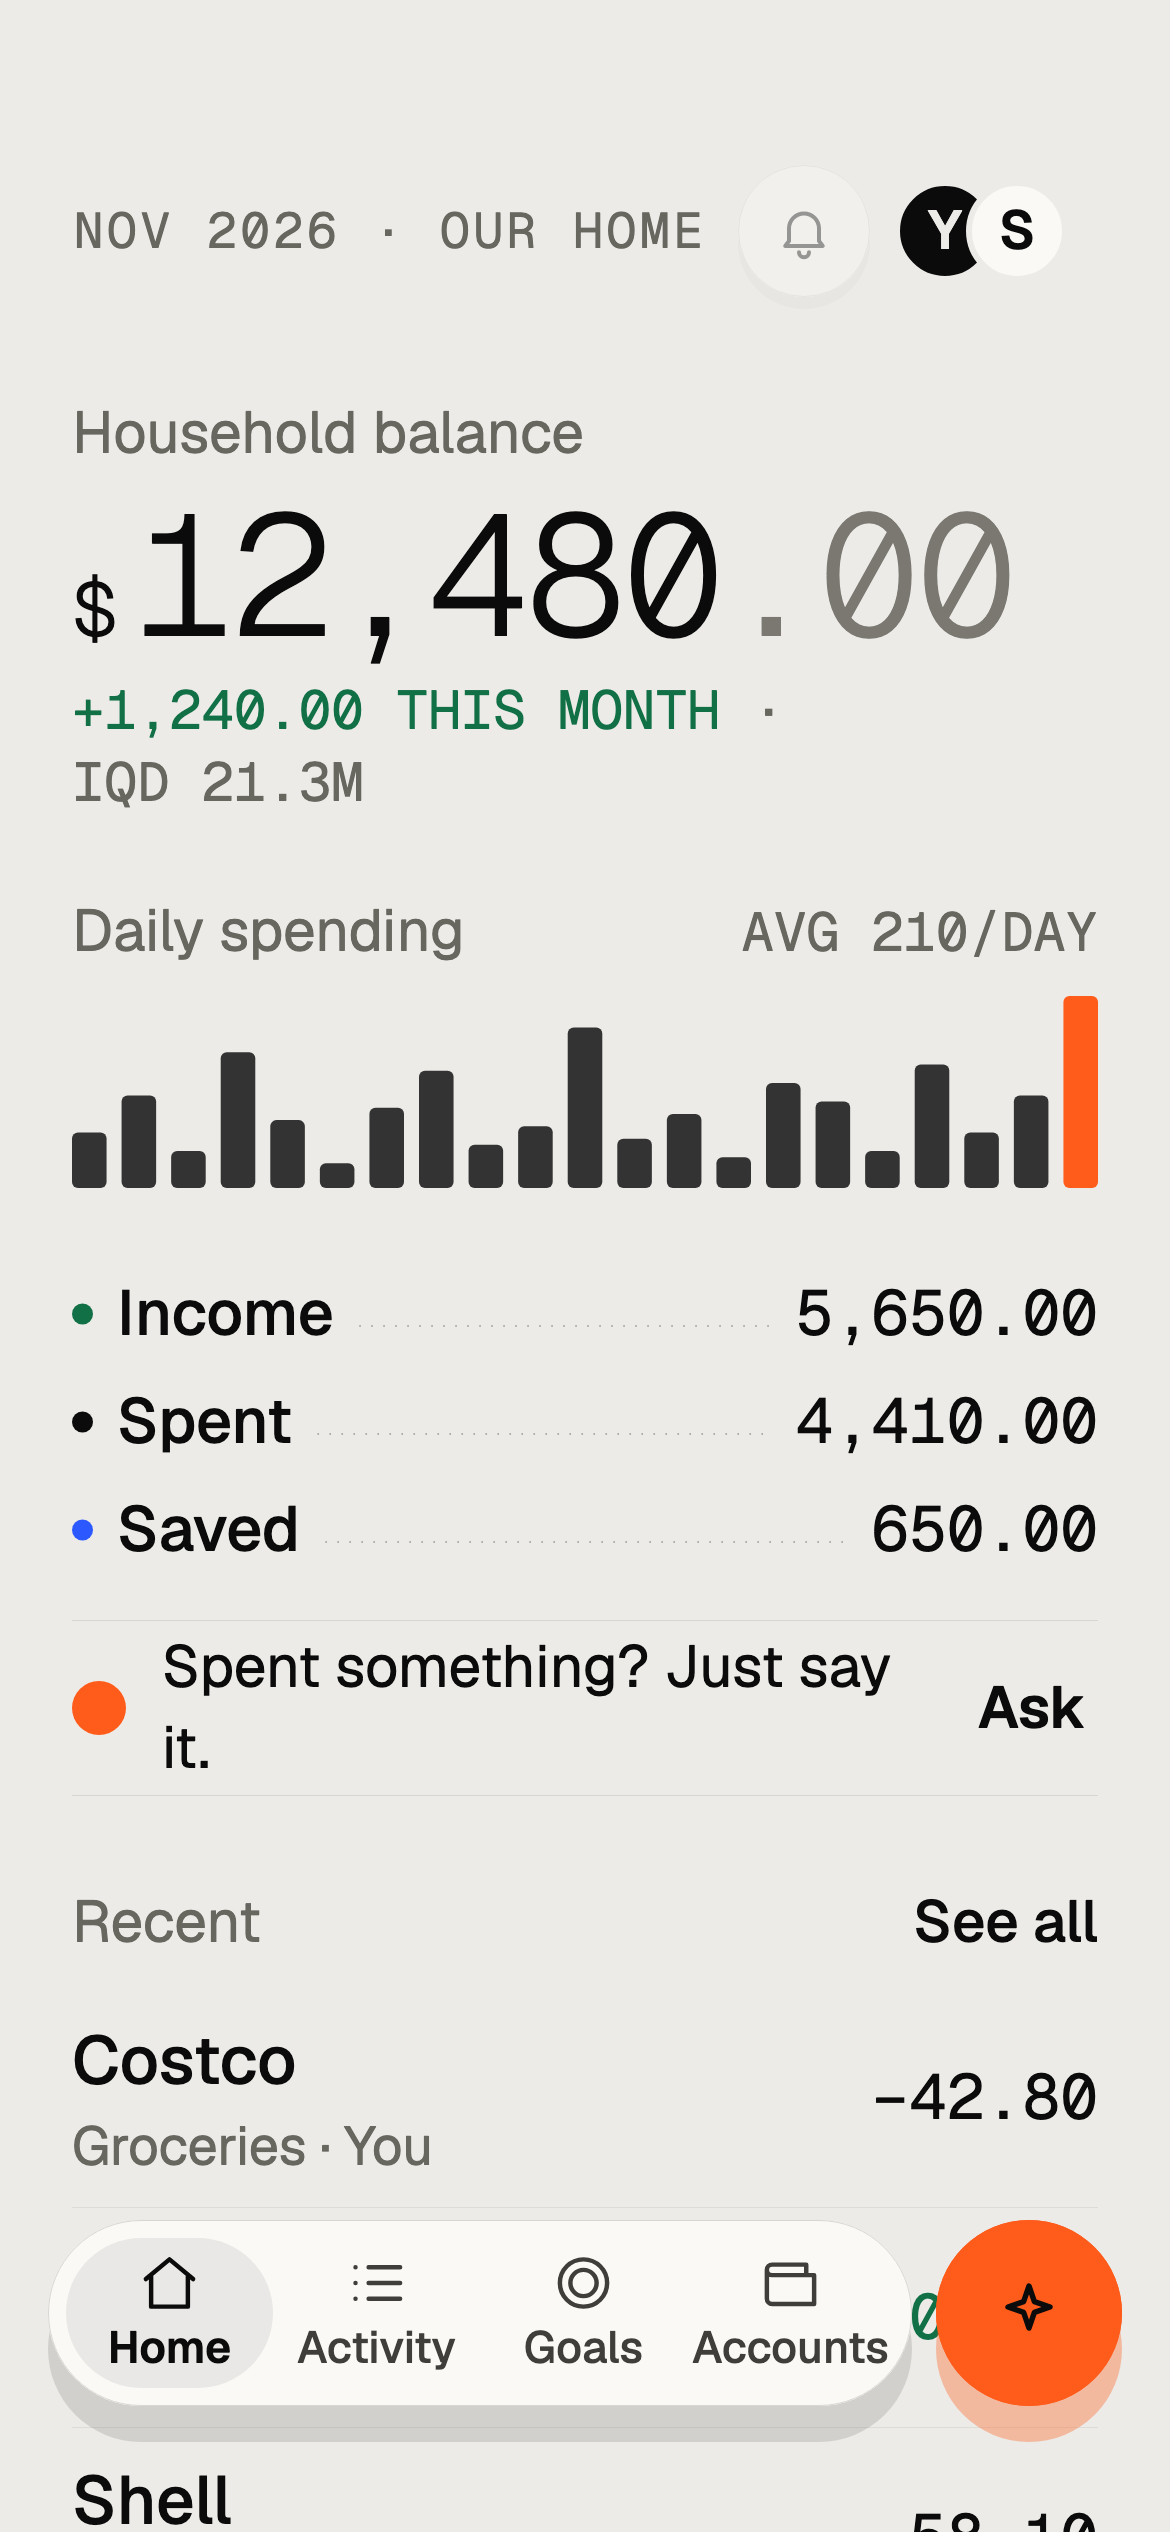 NOV 2026 · OUR HOME
Y S
Household balance
$12,480.00
+1,240.00 THIS MONTH ·
IQD 21.3M
Daily spending AVG 210/DAY
Income 5,650.00
Spent 4,410.00
Saved 650.00
Spent something? Just say
it.
Ask
Recent See all
Costco
−42.80
Groceries · You
Home Activity Goals Accounts
Shell